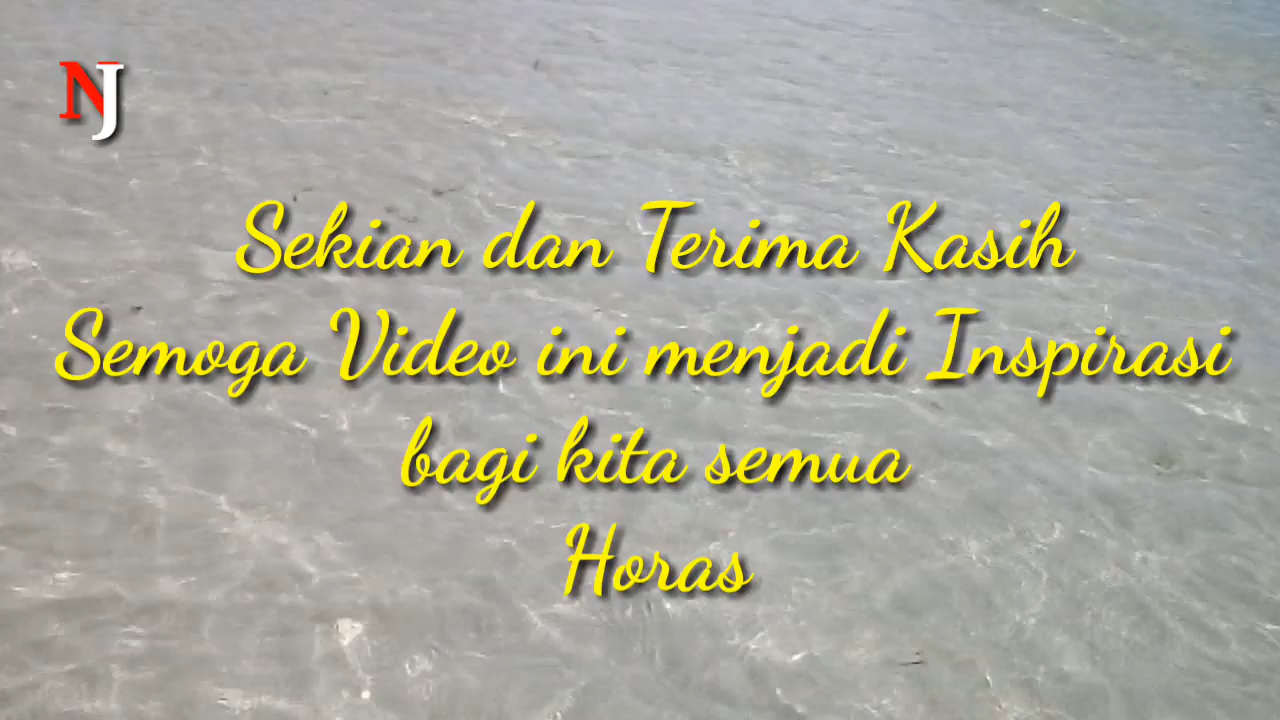 NJ
Sekian dan Terima Kasih
Semoga Video ini menjadi Inspirasi
bagi kita semua
Horas